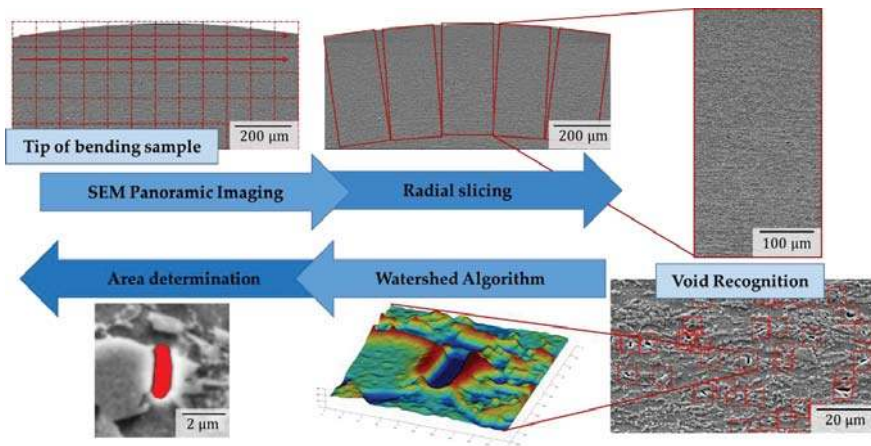 200 µm
200 µm
Tip of bending sample
SEM Panoramic Imaging
Radial slicing
100 µm
Area determination
Watershed Algorithm
Void Recognition
2 µm
20 µm